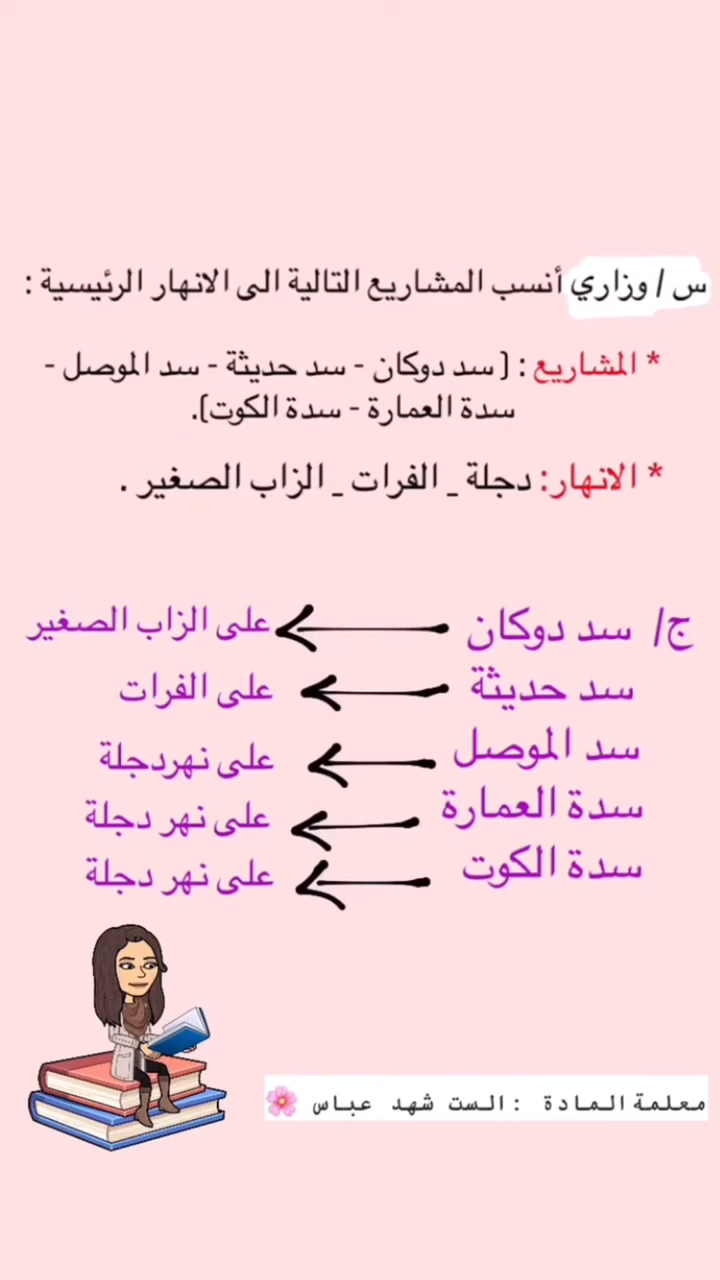 س / وزاري أنسب المشاريع التالية الى الانهار الرئيسية :
* المشاريع : ( سد دوكان - سد حديثة - سد الموصل -
سدة العمارة - سدة الكوت).
* الانهار: دجلة _ الفرات _ الزاب الصغير .
ج/ سد دوكان على الزاب الصغير
سد حديثة على الفرات
سد الموصل على نهردجلة
سدة العمارة على نهر دجلة
سدة الكوت على نهر دجلة
معلمة المادة :الست شهد عباس 🌸